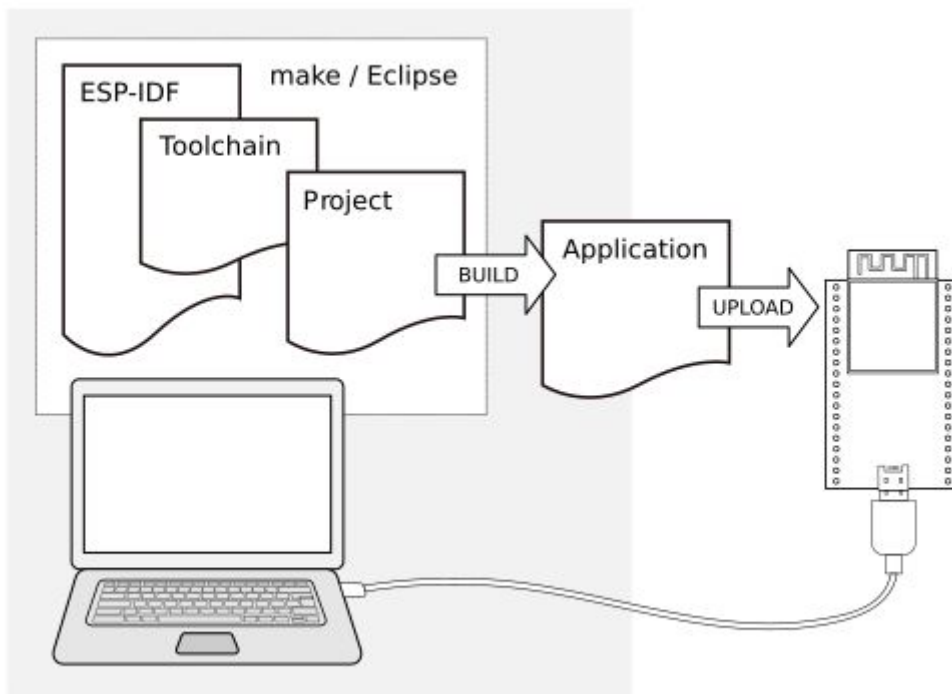 make / Eclipse
ESP-IDF
Toolchain
Project
BUILD
Application
UPLOAD